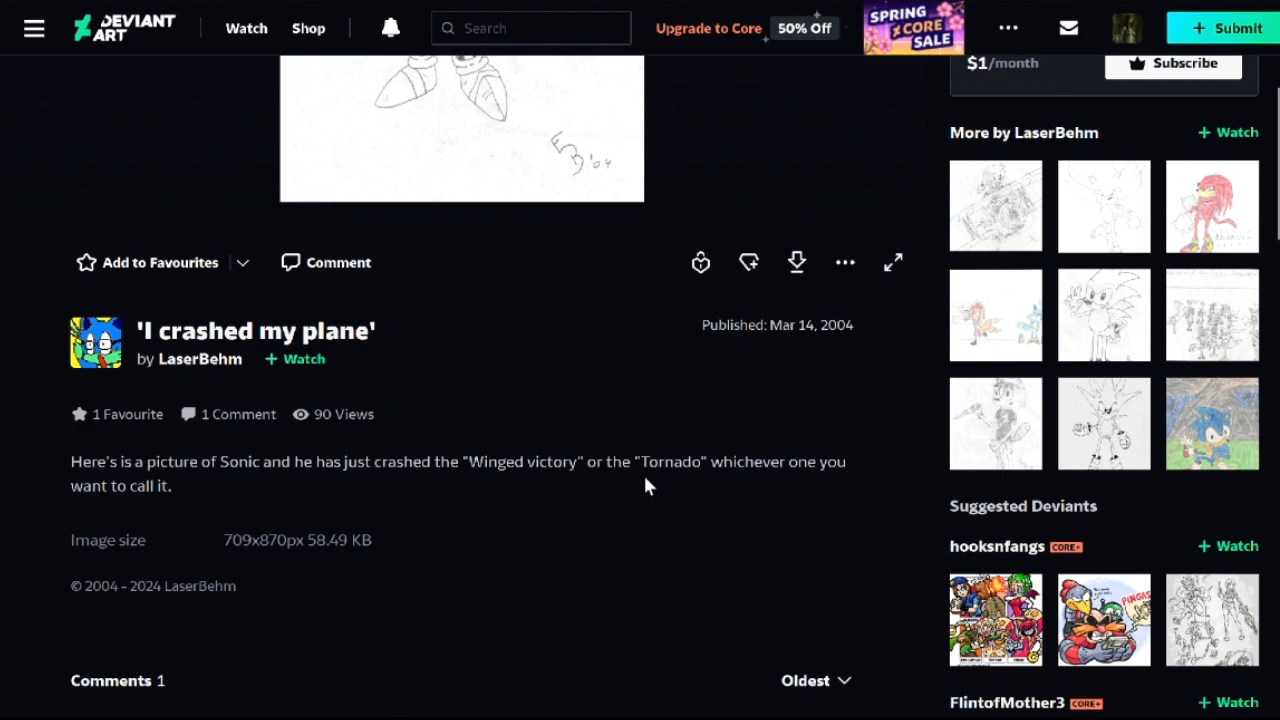 DEVIANT
ART
Watch
Shop
Search
Upgrade to Core
50% Off
SPRING
CORE
SALE
+ Submit
$1/month
Subscribe
More by LaserBehm
+ Watch
'04
Add to Favourites
Comment
'I crashed my plane'
by LaserBehm
+ Watch
Published: Mar 14, 2004
1 Favourite
1 Comment
90 Views
Here's is a picture of Sonic and he has just crashed the "Winged victory" or the "Tornado" whichever one you
want to call it.
Image size 709x870px 58.49 KB
© 2004 - 2024 LaserBehm
Comments 1
Oldest
Suggested Deviants
hooksnfangs CORE+
+ Watch
PINGAS
FlintofMother3 CORE+
+ Watch